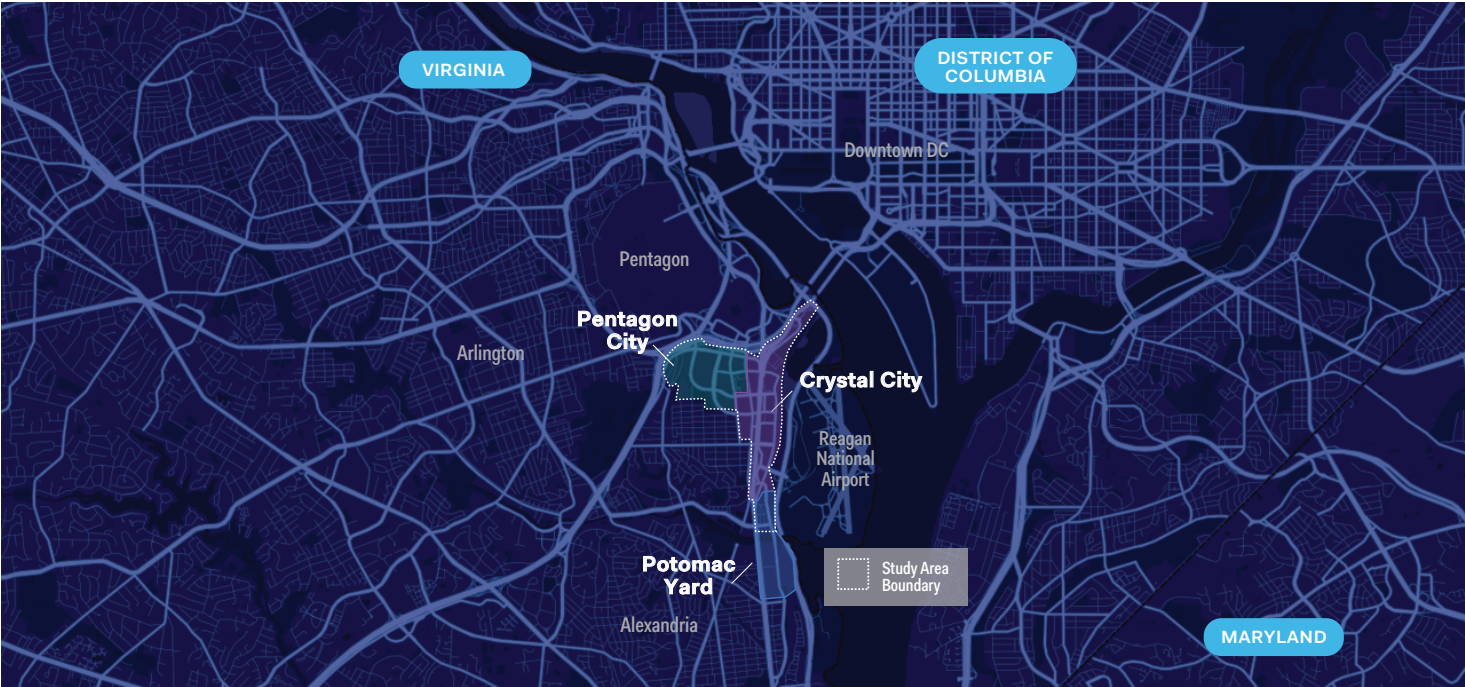 VIRGINIA
DISTRICT OF
COLUMBIA
Downtown DC
Pentagon
Pentagon
City
Arlington
Crystal City
Reagan
National
Airport
Potomac
Yard
Study Area
Boundary
Alexandria
MARYLAND